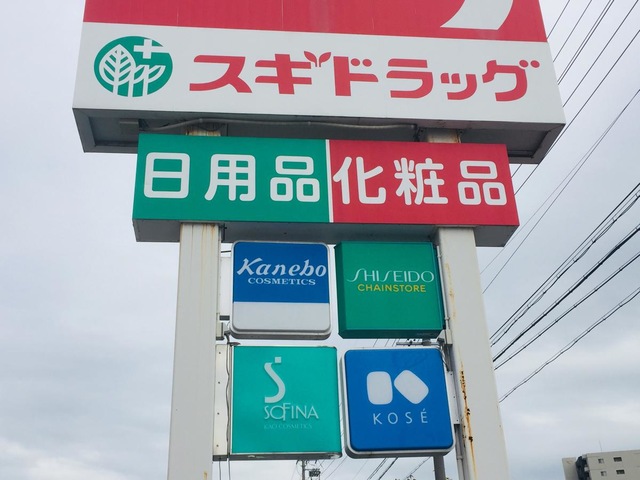 スギドラッグ
日用品 化粧品
Kanebo
COSMETICS
SHISEIDO
CHAINSTORE
SOFINA
KAO COSMETICS
KOSÉ